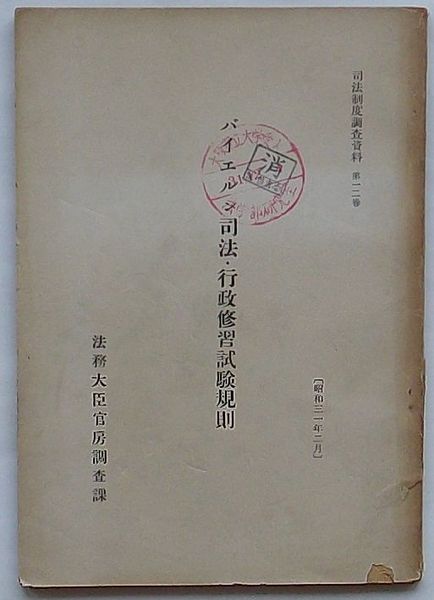 司法制度調査資料 第一二巻
バイエルン司法・行政修習試験規則
〔昭和三一年二月〕
法務大臣官房調査課
消